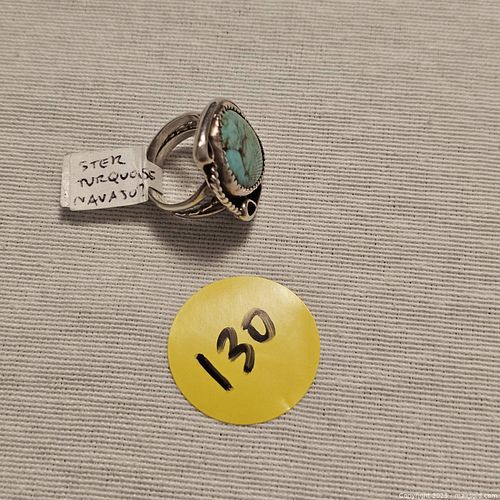 STER
TURQUOISE
NAVAJO?
130